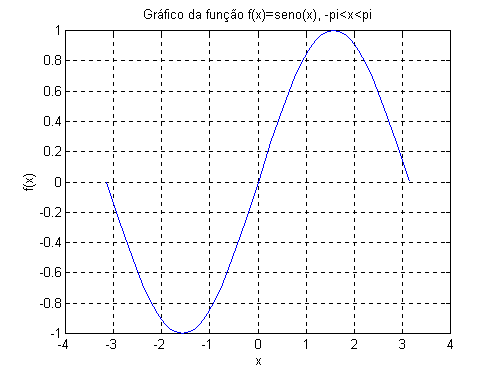 Gráfico da função f(x)=seno(x), -pi<x<pi
1
0.8
0.6
0.4
0.2
0
-0.2
-0.4
-0.6
-0.8
-1
f(x)
-4 -3 -2 -1 0 1 2 3 4
x